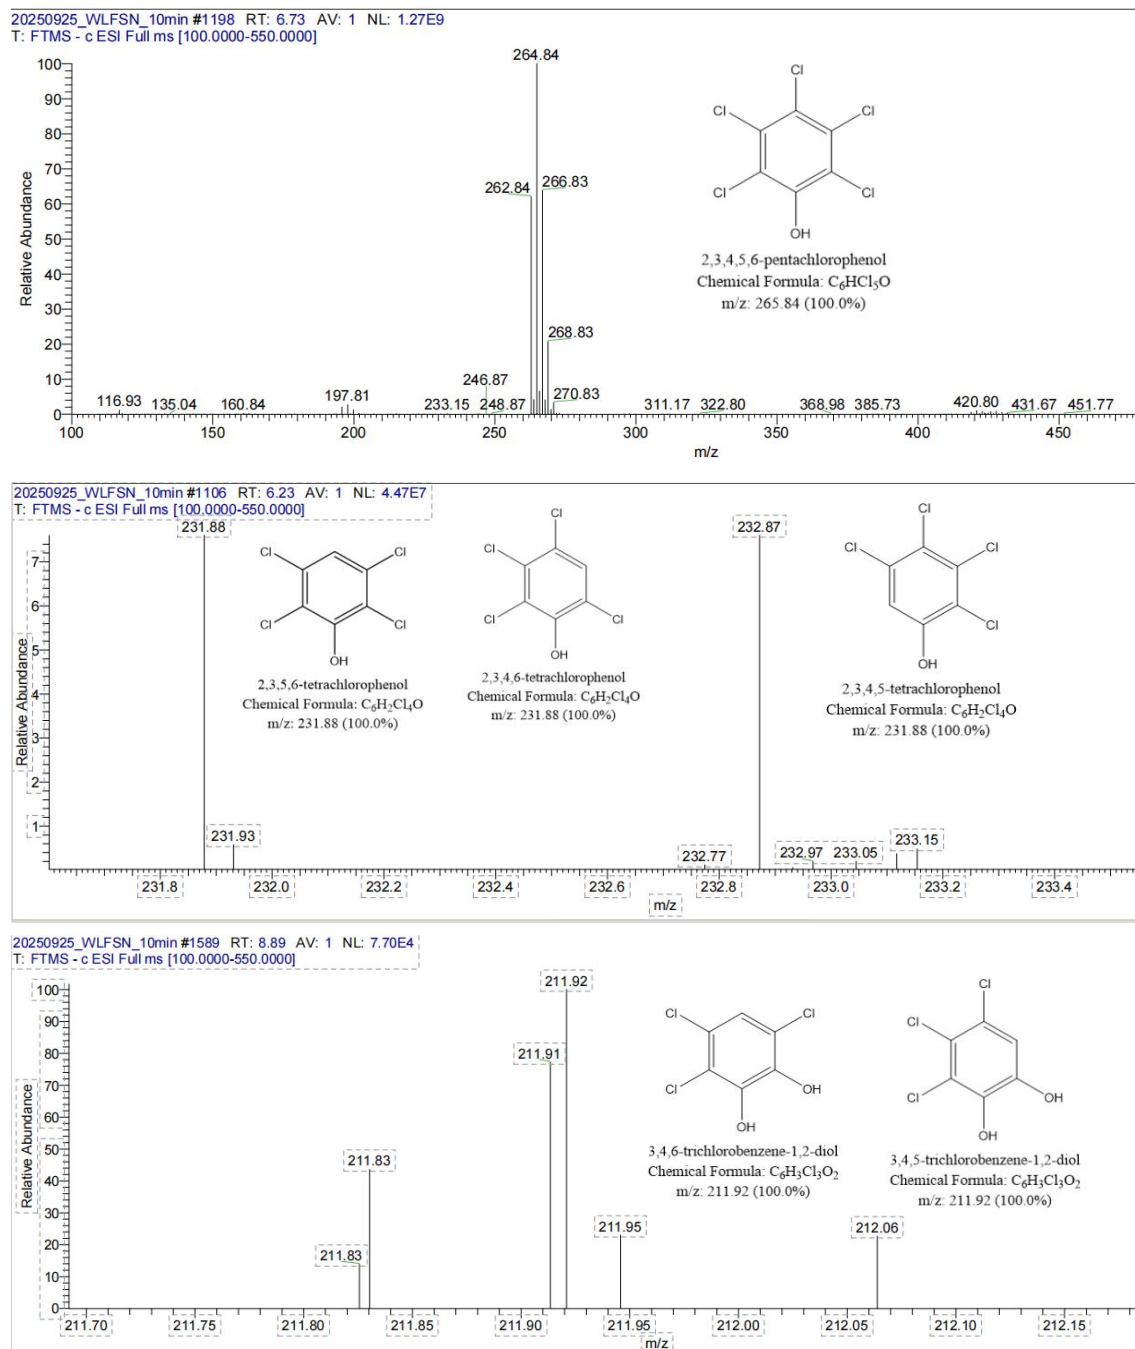 20250925_WLFSN_10min #1198 RT: 6.73 AV: 1 NL: 1.27E9
T: FTMS - c ESI Full ms [100.0000-550.0000]
Relative Abundance
100
90
80
70
60
50
40
30
20
10
0
264.84
262.84
266.83
268.83
246.87
270.83
116.93
135.04
160.84
197.81
233.15
248.87
311.17
322.80
368.98
385.73
420.80
431.67
451.77
100 150 200 250 300 350 400 450
m/z
Cl
Cl
Cl
Cl
Cl
OH
2,3,4,5,6-pentachlorophenol
Chemical Formula: C₆HCl₅O
m/z: 265.84 (100.0%)
20250925_WLFSN_10min #1106 RT: 6.23 AV: 1 NL: 4.47E7
T: FTMS - c ESI Full ms [100.0000-550.0000]
Relative Abundance
7
6
5
4
3
2
1
231.88
231.93
232.77
232.87
232.97
233.05
233.15
Cl
Cl
Cl
Cl
OH
2,3,5,6-tetrachlorophenol
Chemical Formula: C₆H₂Cl₄O
m/z: 231.88 (100.0%)
Cl
Cl
Cl
Cl
OH
2,3,4,6-tetrachlorophenol
Chemical Formula: C₆H₂Cl₄O
m/z: 231.88 (100.0%)
Cl
Cl
Cl
Cl
OH
2,3,4,5-tetrachlorophenol
Chemical Formula: C₆H₂Cl₄O
m/z: 231.88 (100.0%)
231.8 232.0 232.2 232.4 232.6 232.8 233.0 233.2 233.4
m/z
20250925_WLFSN_10min #1589 RT: 8.89 AV: 1 NL: 7.70E4
T: FTMS - c ESI Full ms [100.0000-550.0000]
Relative Abundance
100
90
80
70
60
50
40
30
20
10
0
211.92
211.91
211.83
211.83
211.95
212.06
Cl
Cl
Cl
OH
OH
3,4,6-trichlorobenzene-1,2-diol
Chemical Formula: C₆H₃Cl₃O₂
m/z: 211.92 (100.0%)
Cl
Cl
Cl
OH
OH
3,4,5-trichlorobenzene-1,2-diol
Chemical Formula: C₆H₃Cl₃O₂
m/z: 211.92 (100.0%)
211.70 211.75 211.80 211.85 211.90 211.95 212.00 212.05 212.10 212.15
m/z